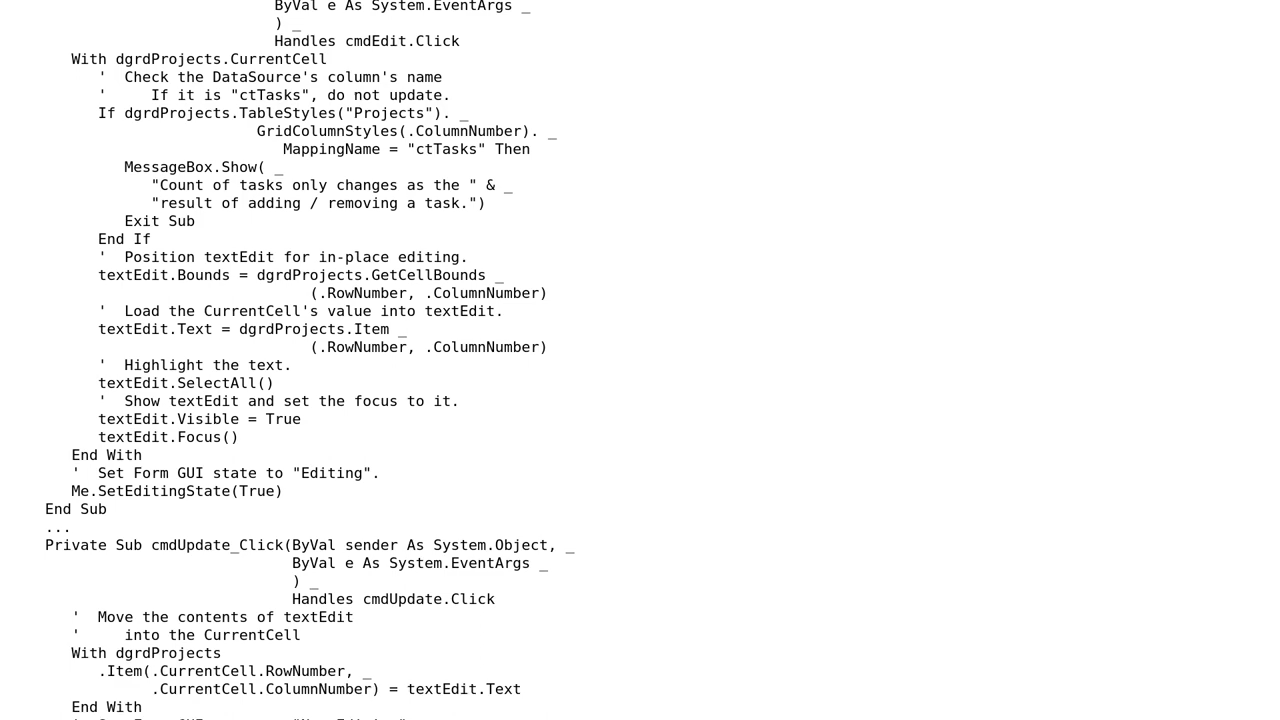 ByVal e As System.EventArgs _
                          ) _
                          Handles cmdEdit.Click
   With dgrdProjects.CurrentCell
      '  Check the DataSource's column's name
      '     If it is "ctTasks", do not update.
      If dgrdProjects.TableStyles("Projects"). _
                        GridColumnStyles(.ColumnNumber). _
                           MappingName = "ctTasks" Then
         MessageBox.Show( _
            "Count of tasks only changes as the " & _
            "result of adding / removing a task.")
         Exit Sub
      End If
      '  Position textEdit for in-place editing.
      textEdit.Bounds = dgrdProjects.GetCellBounds _
                              (.RowNumber, .ColumnNumber)
      '  Load the CurrentCell's value into textEdit.
      textEdit.Text = dgrdProjects.Item _
                              (.RowNumber, .ColumnNumber)
      '  Highlight the text.
      textEdit.SelectAll()
      '  Show textEdit and set the focus to it.
      textEdit.Visible = True
      textEdit.Focus()
   End With
   '  Set Form GUI state to "Editing".
   Me.SetEditingState(True)
End Sub
...
Private Sub cmdUpdate_Click(ByVal sender As System.Object, _
                            ByVal e As System.EventArgs _
                            ) _
                            Handles cmdUpdate.Click
   '  Move the contents of textEdit
   '     into the CurrentCell
   With dgrdProjects
      .Item(.CurrentCell.RowNumber, _
            .CurrentCell.ColumnNumber) = textEdit.Text
   End With